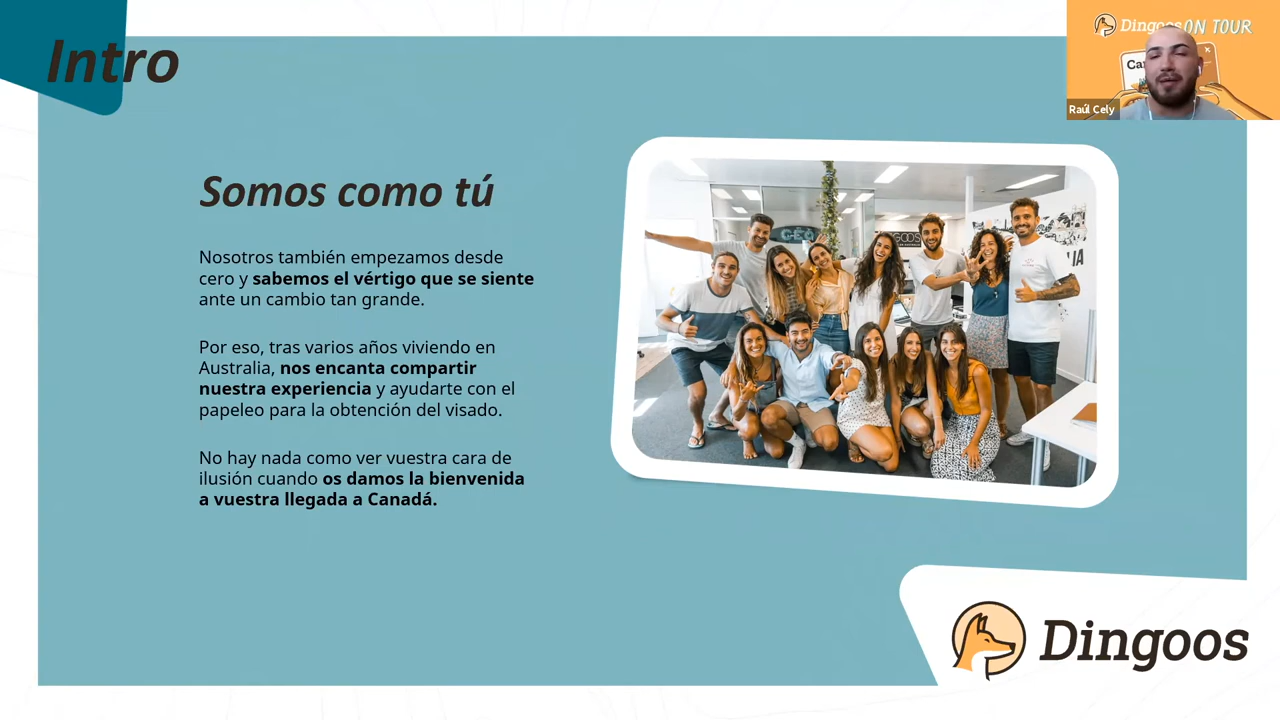 Intro
Dingoos ON TOUR
Raúl Cely
Somos como tú
Nosotros también empezamos desde
cero y sabemos el vértigo que se siente
ante un cambio tan grande.
Por eso, tras varios años viviendo en
Australia, nos encanta compartir
nuestra experiencia y ayudarte con el
papeleo para la obtención del visado.
No hay nada como ver vuestra cara de
ilusión cuando os damos la bienvenida
a vuestra llegada a Canadá.
Dingoos